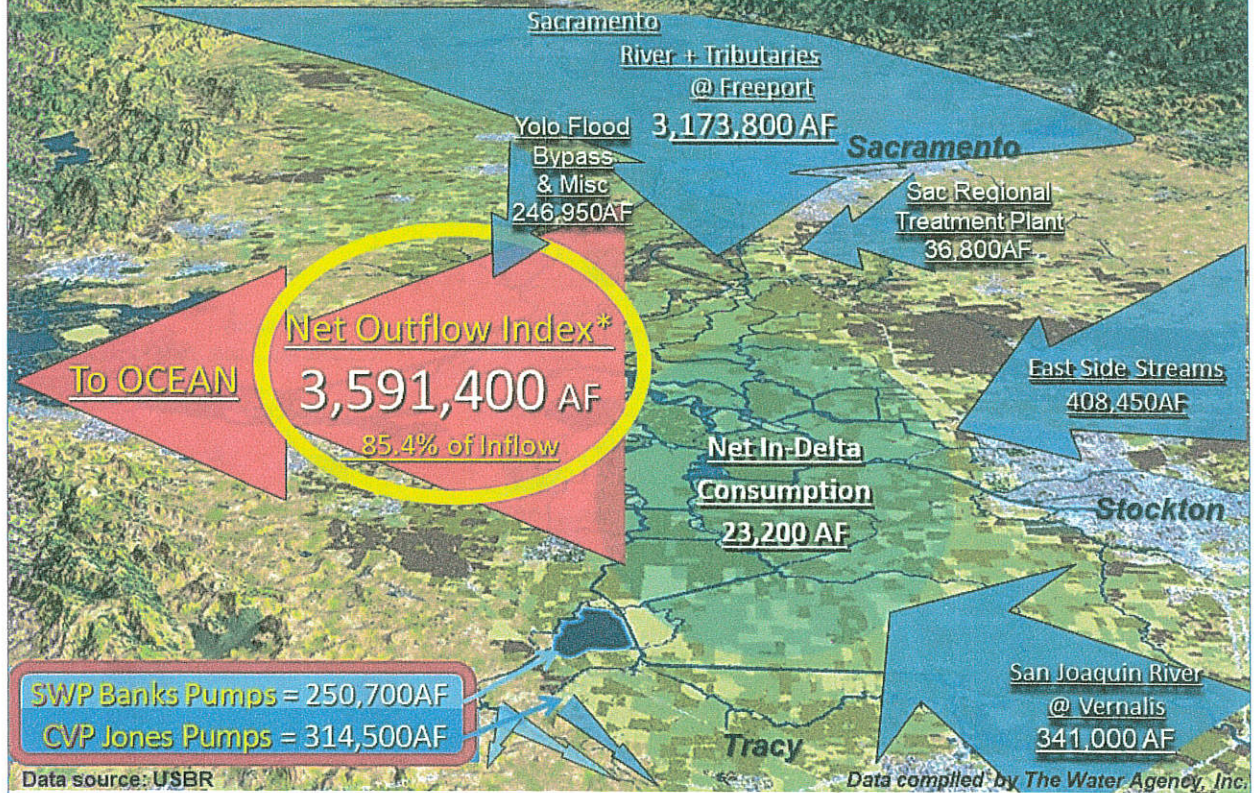 Sacramento
River + Tributaries
@ Freeport
3,173,800 AF
Yolo Flood
Bypass
& Misc
246,950AF
Sacramento
Sac Regional
Treatment Plant
36,800AF
Net Outflow Index*
3,591,400 AF
85.4% of Inflow
To OCEAN
East Side Streams
408,450AF
Net In-Delta
Consumption
23,200 AF
Stockton
SWP Banks Pumps = 250,700AF
CVP Jones Pumps = 314,500AF
San Joaquin River
@ Vernalis
341,000 AF
Tracy
Data source: USBR
Data compiled by The Water Agency, Inc.